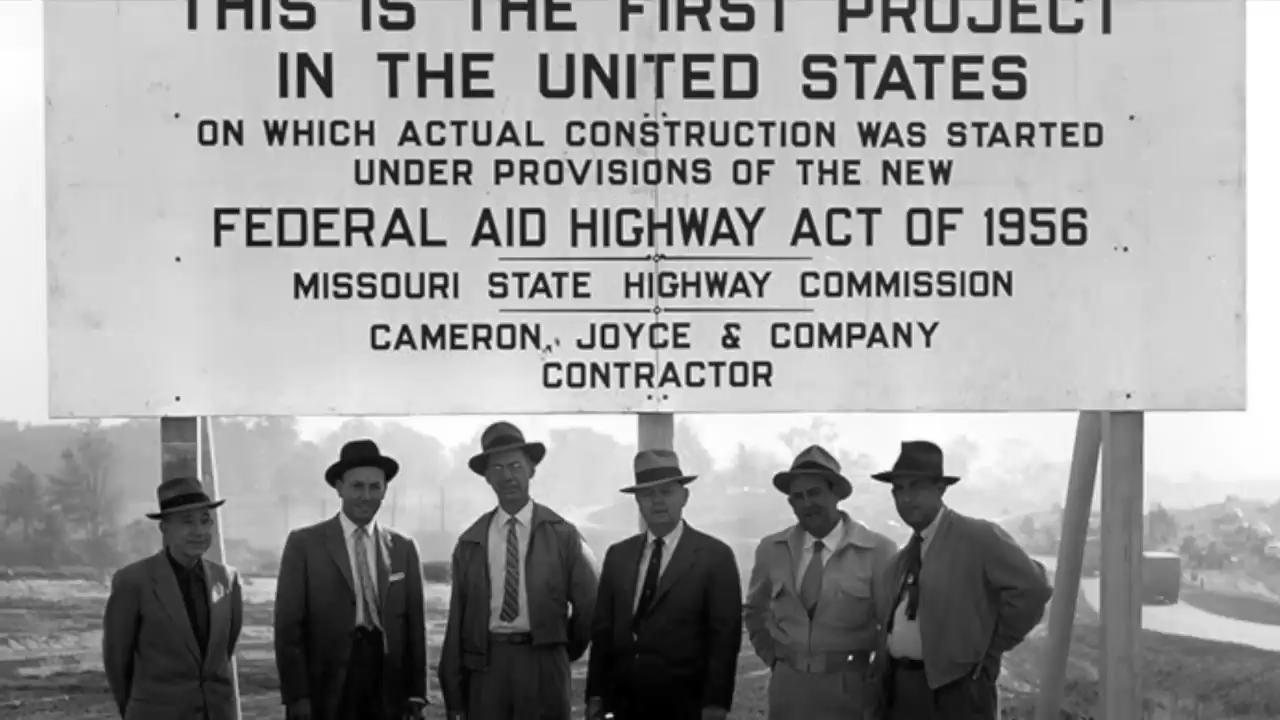 THIS IS THE FIRST PROJECT
IN THE UNITED STATES
ON WHICH ACTUAL CONSTRUCTION WAS STARTED
UNDER PROVISIONS OF THE NEW
FEDERAL AID HIGHWAY ACT OF 1956
MISSOURI STATE HIGHWAY COMMISSION
CAMERON, JOYCE & COMPANY
CONTRACTOR